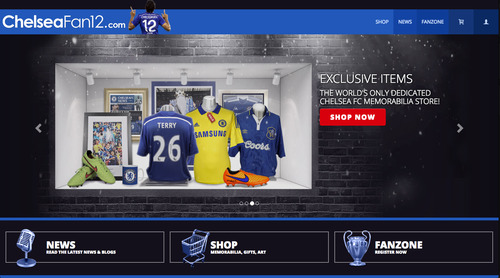 ChelseaFan12.com
12
SHOP NEWS FANZONE
EXCLUSIVE ITEMS
THE WORLD'S ONLY DEDICATED
CHELSEA FC MEMORABILIA STORE!
SHOP NOW
TERRY
26
SAMSUNG
Coors
NEWS
READ THE LATEST NEWS & BLOGS
SHOP
MEMORABILIA, GIFTS, ART
FANZONE
REGISTER NOW